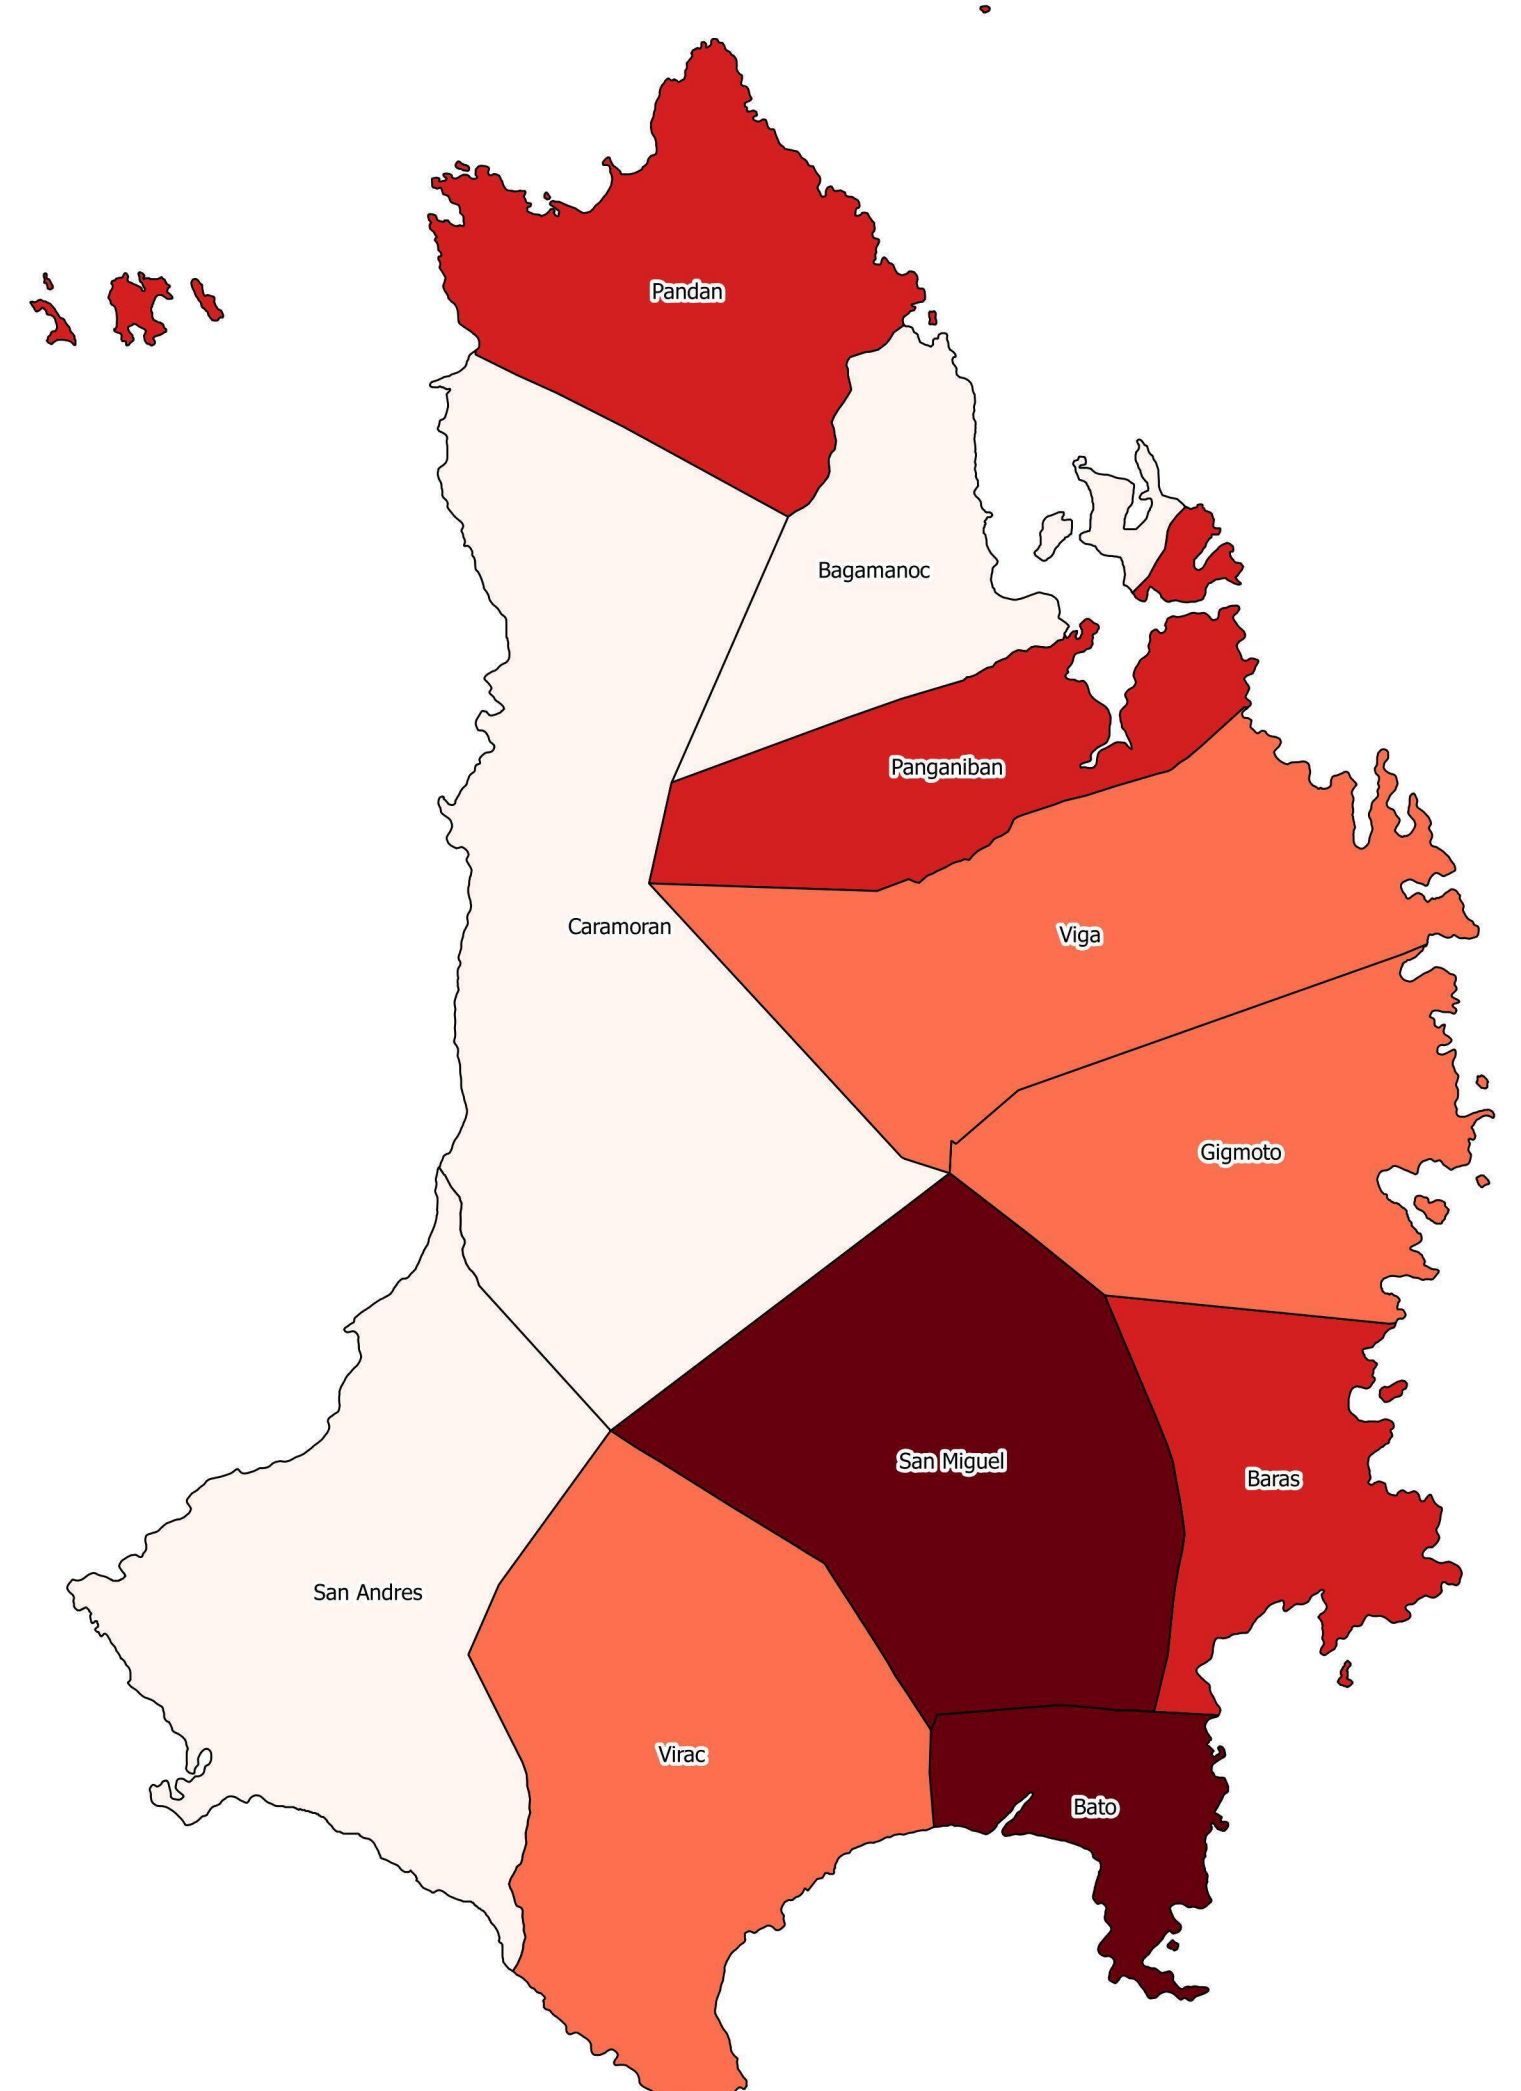 Pandan
Bagamanoc
Panganiban
Caramoran
Viga
Gigmoto
San Miguel
Baras
San Andres
Virac
Bato